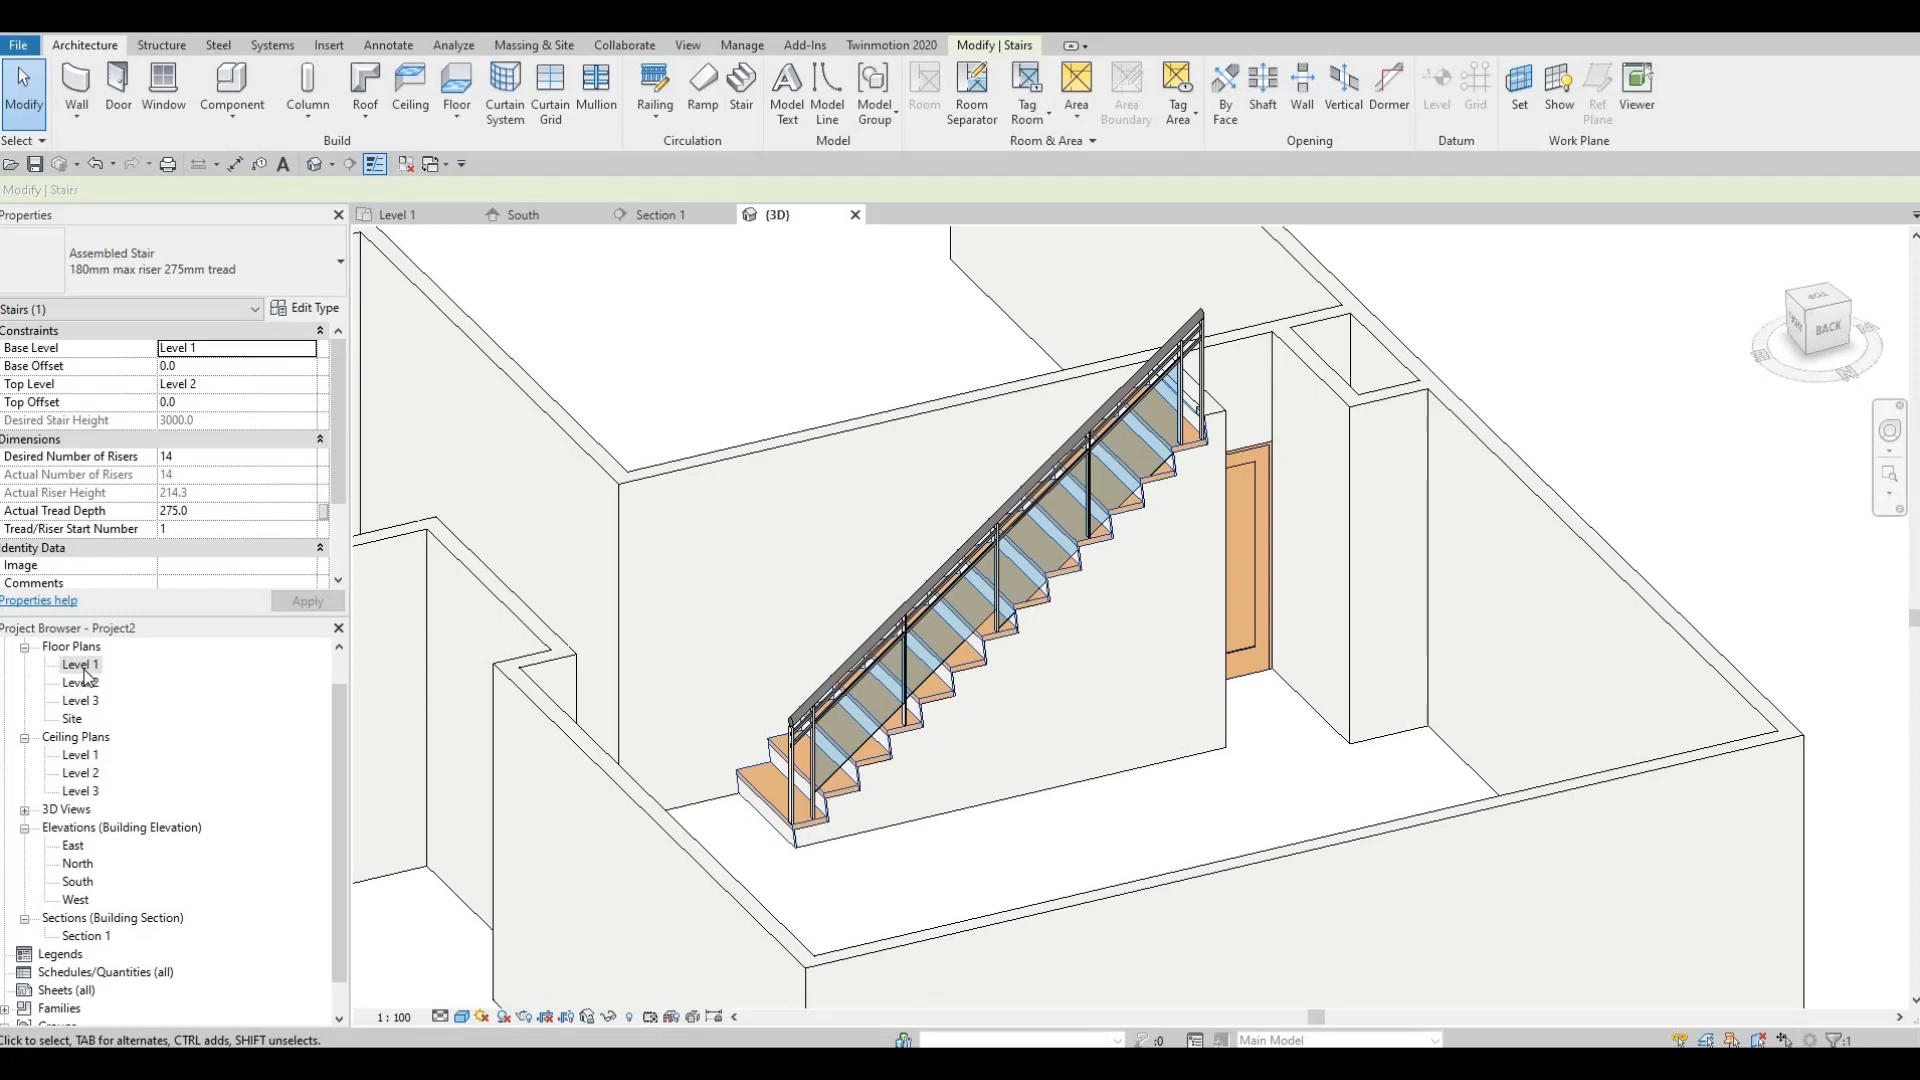 File Architecture Structure Steel Systems Insert Annotate Analyze Massing & Site Collaborate View Manage Add-Ins Twinmotion 2020 Modify | Stairs
Modify Wall Door Window Component Column Roof Ceiling Floor Curtain System Curtain Grid Mullion Railing Ramp Stair Model Text Model Line Model Group Room Room Separator Tag Room Area Area Boundary Tag Area By Face Shaft Wall Vertical Dormer Level Grid Set Show Ref Plane Viewer
Select Build Circulation Model Room & Area Opening Datum Work Plane
Modify | Stairs
Properties
Level 1 South Section 1 {3D}
Assembled Stair
180mm max riser 275mm tread
Stairs (1) Edit Type
Constraints
Base Level Level 1
Base Offset 0.0
Top Level Level 2
Top Offset 0.0
Desired Stair Height 3000.0
Dimensions
Desired Number of Risers 14
Actual Number of Risers 14
Actual Riser Height 214.3
Actual Tread Depth 275.0
Tread/Riser Start Number 1
Identity Data
Image
Comments
Properties help Apply
Project Browser - Project2
Floor Plans
Level 1
Level 2
Level 3
Site
Ceiling Plans
Level 1
Level 2
Level 3
3D Views
Elevations (Building Elevation)
East
North
South
West
Sections (Building Section)
Section 1
Legends
Schedules/Quantities (all)
Sheets (all)
Families
TOP
BACK
1 : 100
Click to select, TAB for alternates, CTRL adds, SHIFT unselects.
:0 Main Model :1